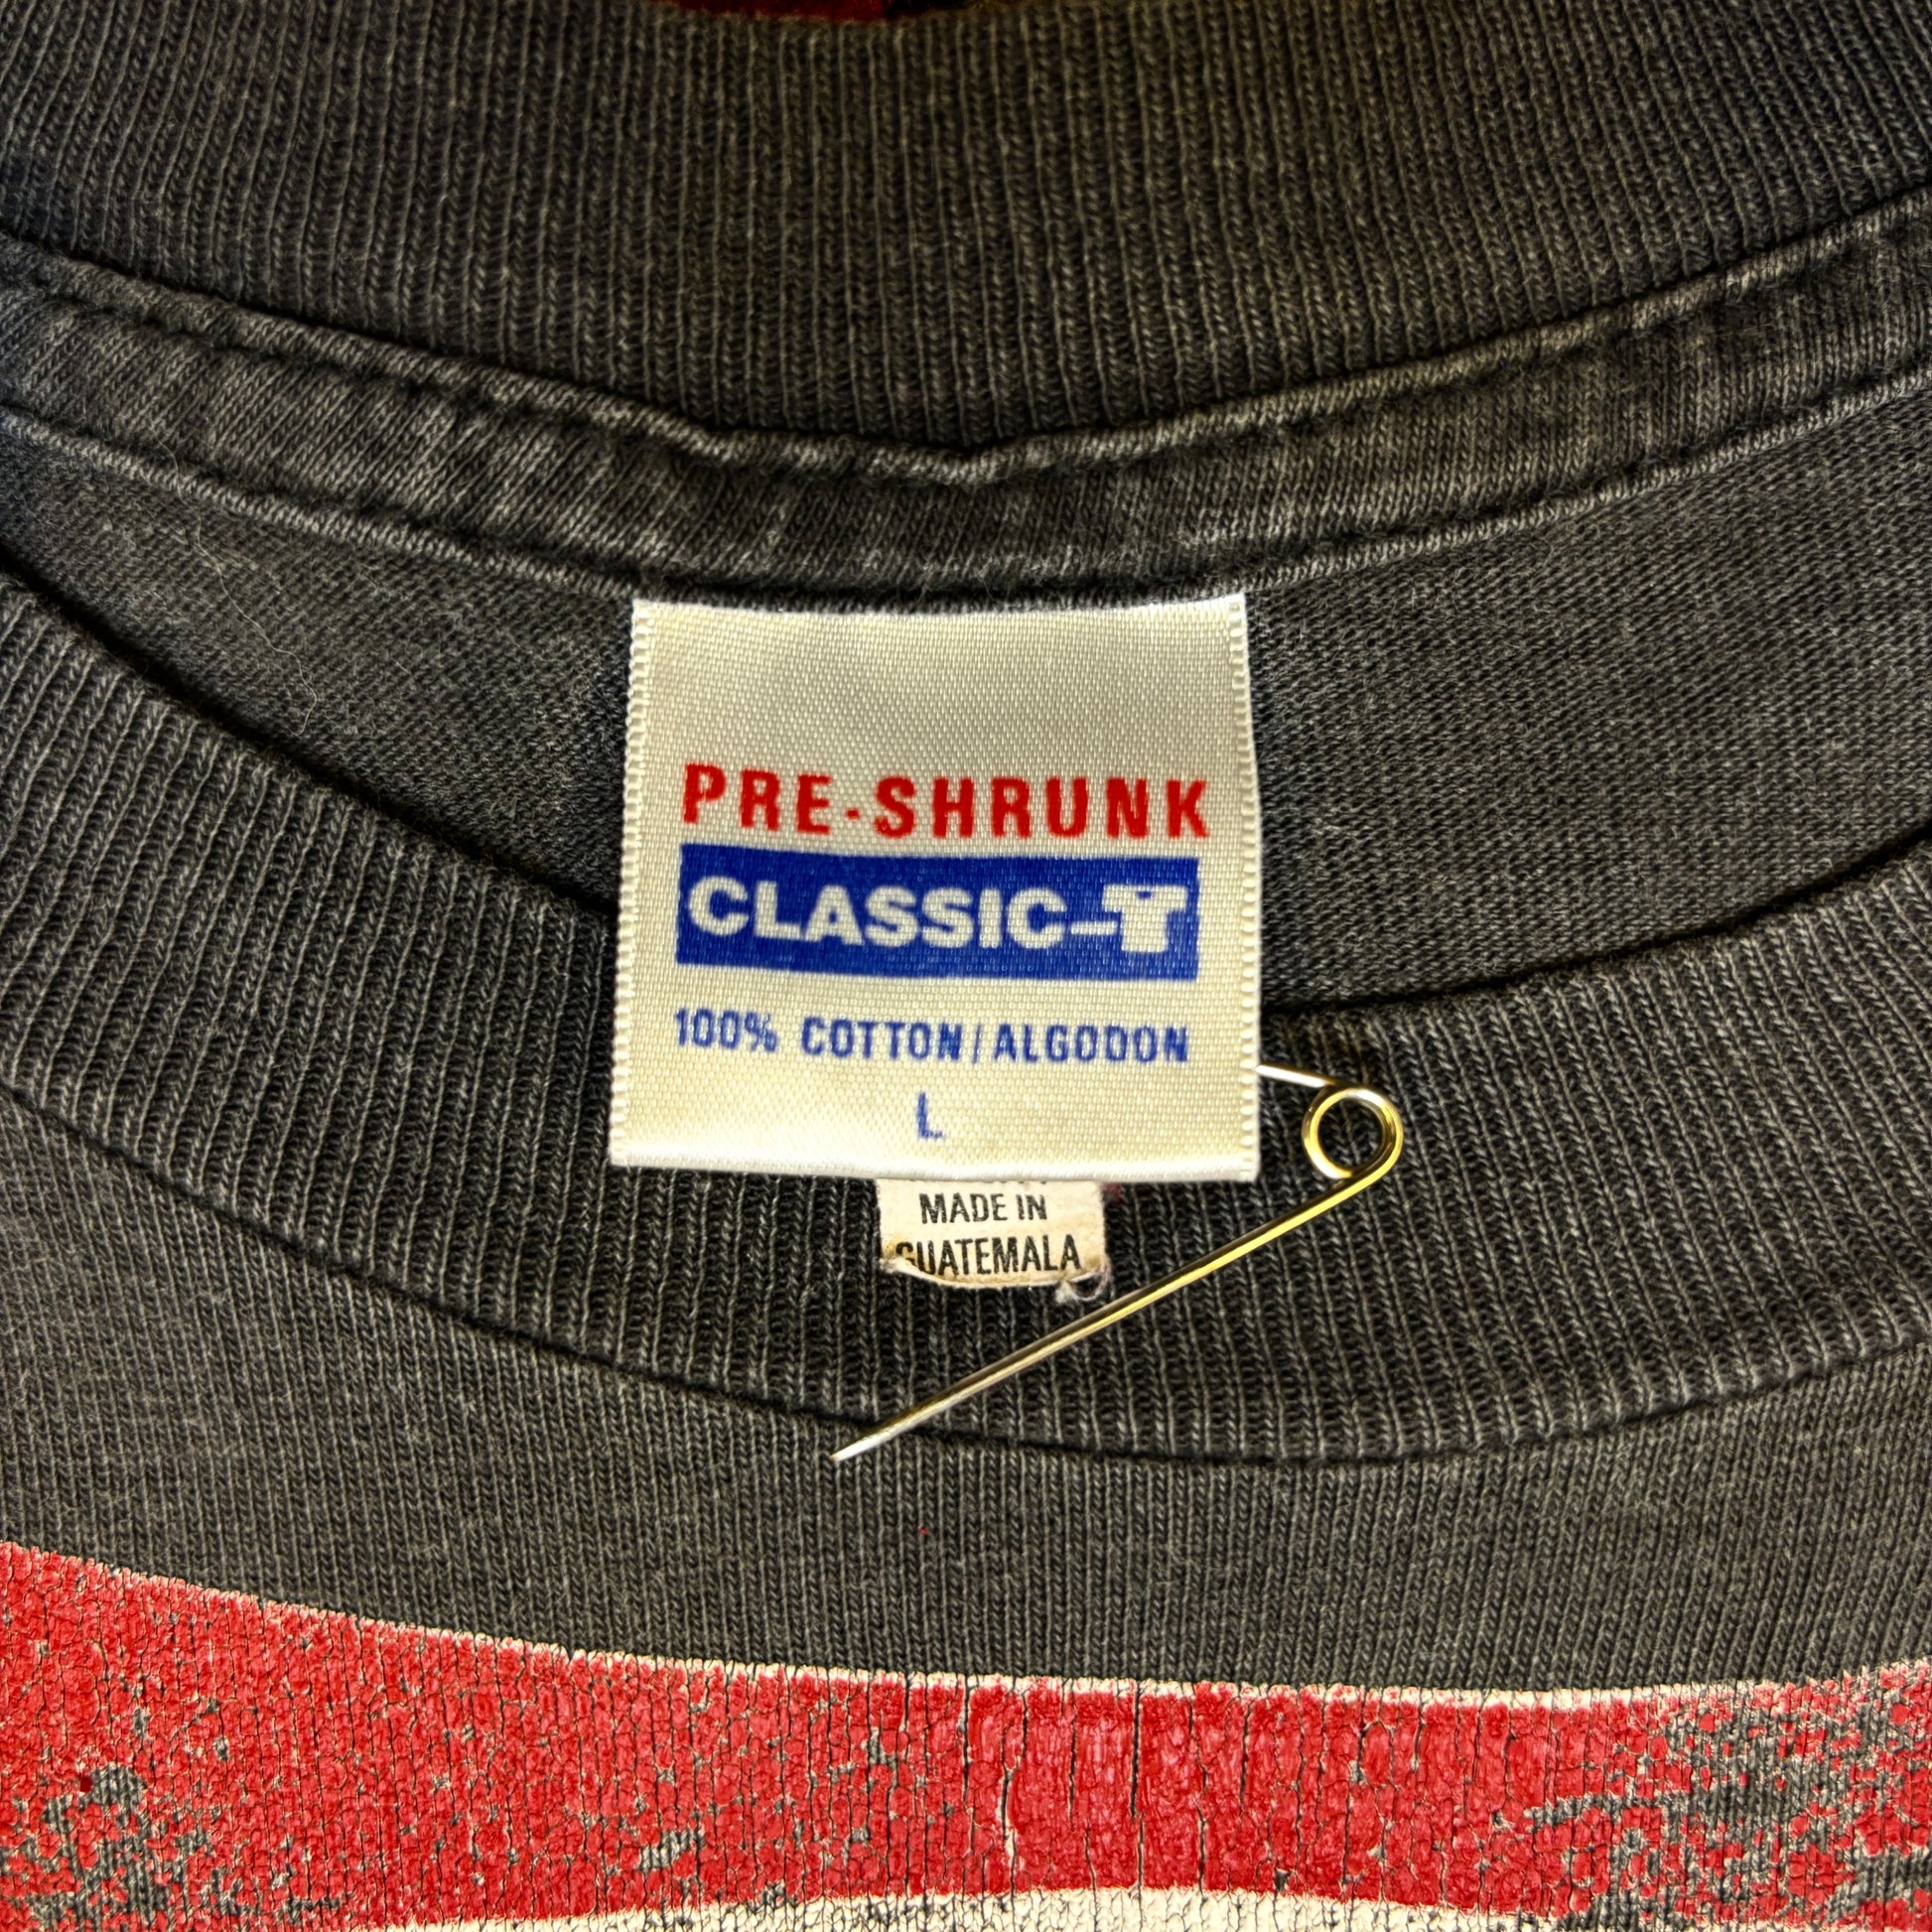 PRE-SHRUNK
CLASSIC-T
100% COTTON/ALGODON
L
MADE IN
GUATEMALA